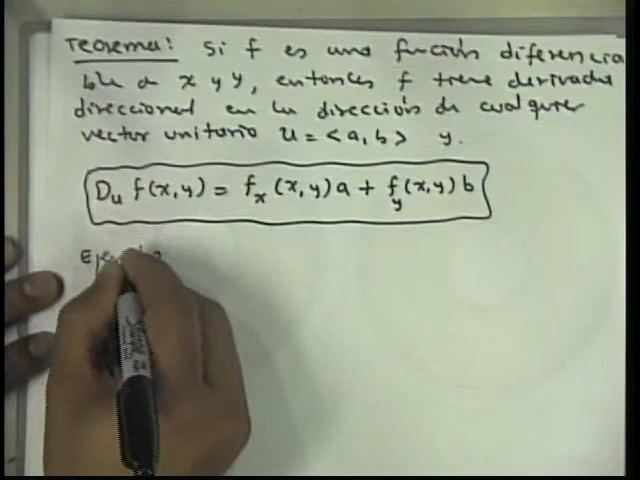 Teorema: Si f es una función diferencia
ble de x y y, entonces f tiene derivada
direccional en la dirección de cualquier
vector unitario u = <a, b> y.
Du f(x,y) = fx (x,y) a + fy (x,y) b